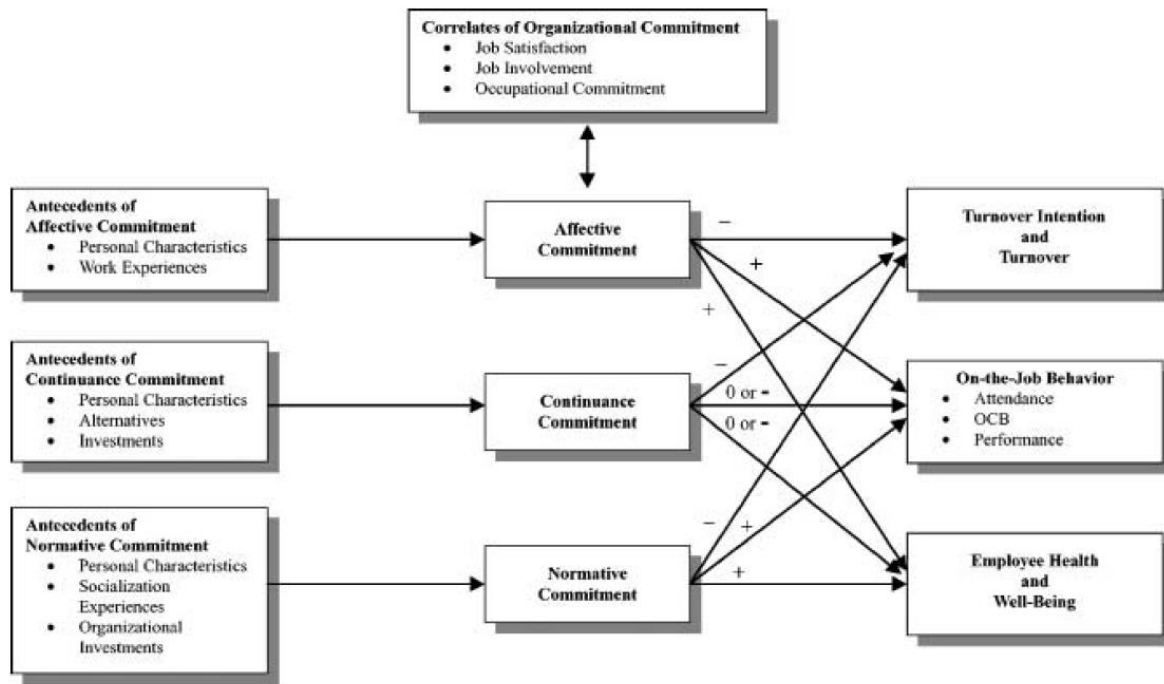 Correlates of Organizational Commitment
• Job Satisfaction
• Job Involvement
• Occupational Commitment
Antecedents of
Affective Commitment
• Personal Characteristics
• Work Experiences
Affective
Commitment
Turnover Intention
and
Turnover
−
+
+
Antecedents of
Continuance Commitment
• Personal Characteristics
• Alternatives
• Investments
Continuance
Commitment
−
0 or -
0 or -
On-the-Job Behavior
• Attendance
• OCB
• Performance
Antecedents of
Normative Commitment
• Personal Characteristics
• Socialization
Experiences
• Organizational
Investments
Normative
Commitment
−
+
+
Employee Health
and
Well-Being